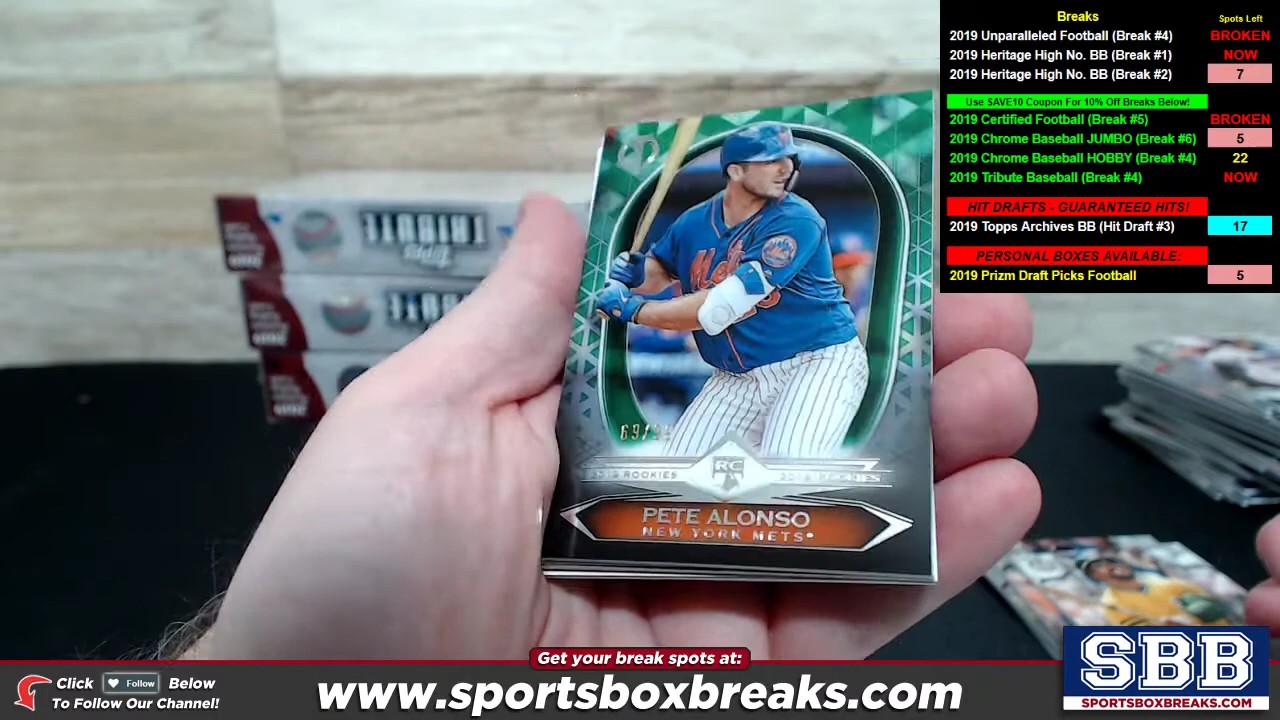 Breaks Spots Left
2019 Unparalleled Football (Break #4) BROKEN
2019 Heritage High No. BB (Break #1) NOW
2019 Heritage High No. BB (Break #2) 7
Use SAVE10 Coupon For 10% Off Breaks Below!
2019 Certified Football (Break #5) BROKEN
2019 Chrome Baseball JUMBO (Break #6) 5
2019 Chrome Baseball HOBBY (Break #4) 22
2019 Tribute Baseball (Break #4) NOW
HIT DRAFTS - GUARANTEED HITS!
2019 Topps Archives BB (Hit Draft #3) 17
PERSONAL BOXES AVAILABLE:
2019 Prizm Draft Picks Football 5
TRIBUTE
Topps
Mets
RC
2019 ROOKIES
PETE ALONSO
NEW YORK METS
Get your break spots at:
Click Follow Below
To Follow Our Channel!
www.sportsboxbreaks.com
SBB
SPORTSBOXBREAKS.COM